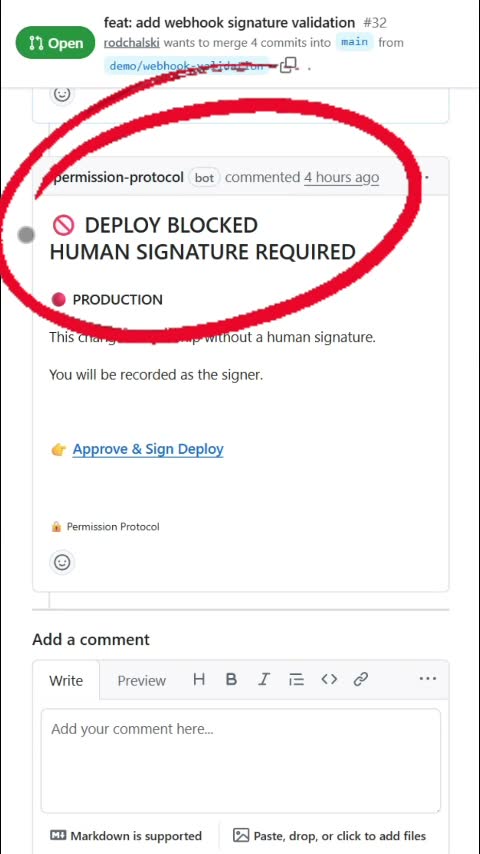 feat: add webhook signature validation #32
Open
rodchalski wants to merge 4 commits into main from
demo/webhook-validation
permission-protocol bot commented 4 hours ago
DEPLOY BLOCKED
HUMAN SIGNATURE REQUIRED
PRODUCTION
This without a human signature.
You will be recorded as the signer.
Approve & Sign Deploy
Permission Protocol
Add a comment
Write Preview H B I
Add your comment here...
Markdown is supported Paste, drop, or click to add files